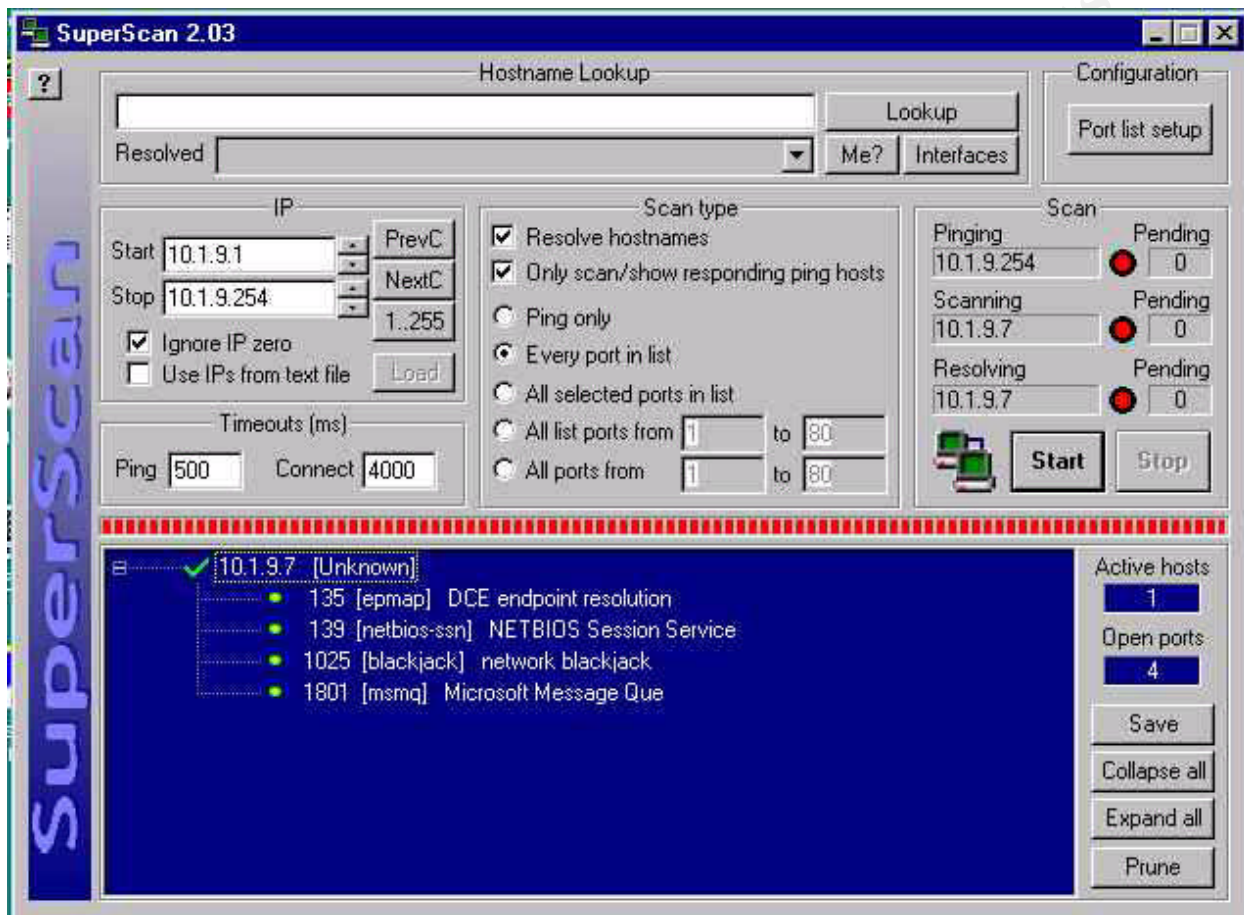 SuperScan 2.03
?
Hostname Lookup
Lookup
Resolved
Me?
Interfaces
Configuration
Port list setup
IP
Start 10.1.9.1
Stop 10.1.9.254
PrevC
NextC
1..255
Ignore IP zero
Use IPs from text file
Load
Timeouts (ms)
Ping 500 Connect 4000
Scan type
Resolve hostnames
Only scan/show responding ping hosts
Ping only
Every port in list
All selected ports in list
All list ports from 1 to 80
All ports from 1 to 80
Scan
Pinging Pending
10.1.9.254 0
Scanning Pending
10.1.9.7 0
Resolving Pending
10.1.9.7 0
Start Stop
SuperScan
10.1.9.7 [Unknown]
135 [epmap] DCE endpoint resolution
139 [netbios-ssn] NETBIOS Session Service
1025 [blackjack] network blackjack
1801 [msmq] Microsoft Message Que
Active hosts
1
Open ports
4
Save
Collapse all
Expand all
Prune